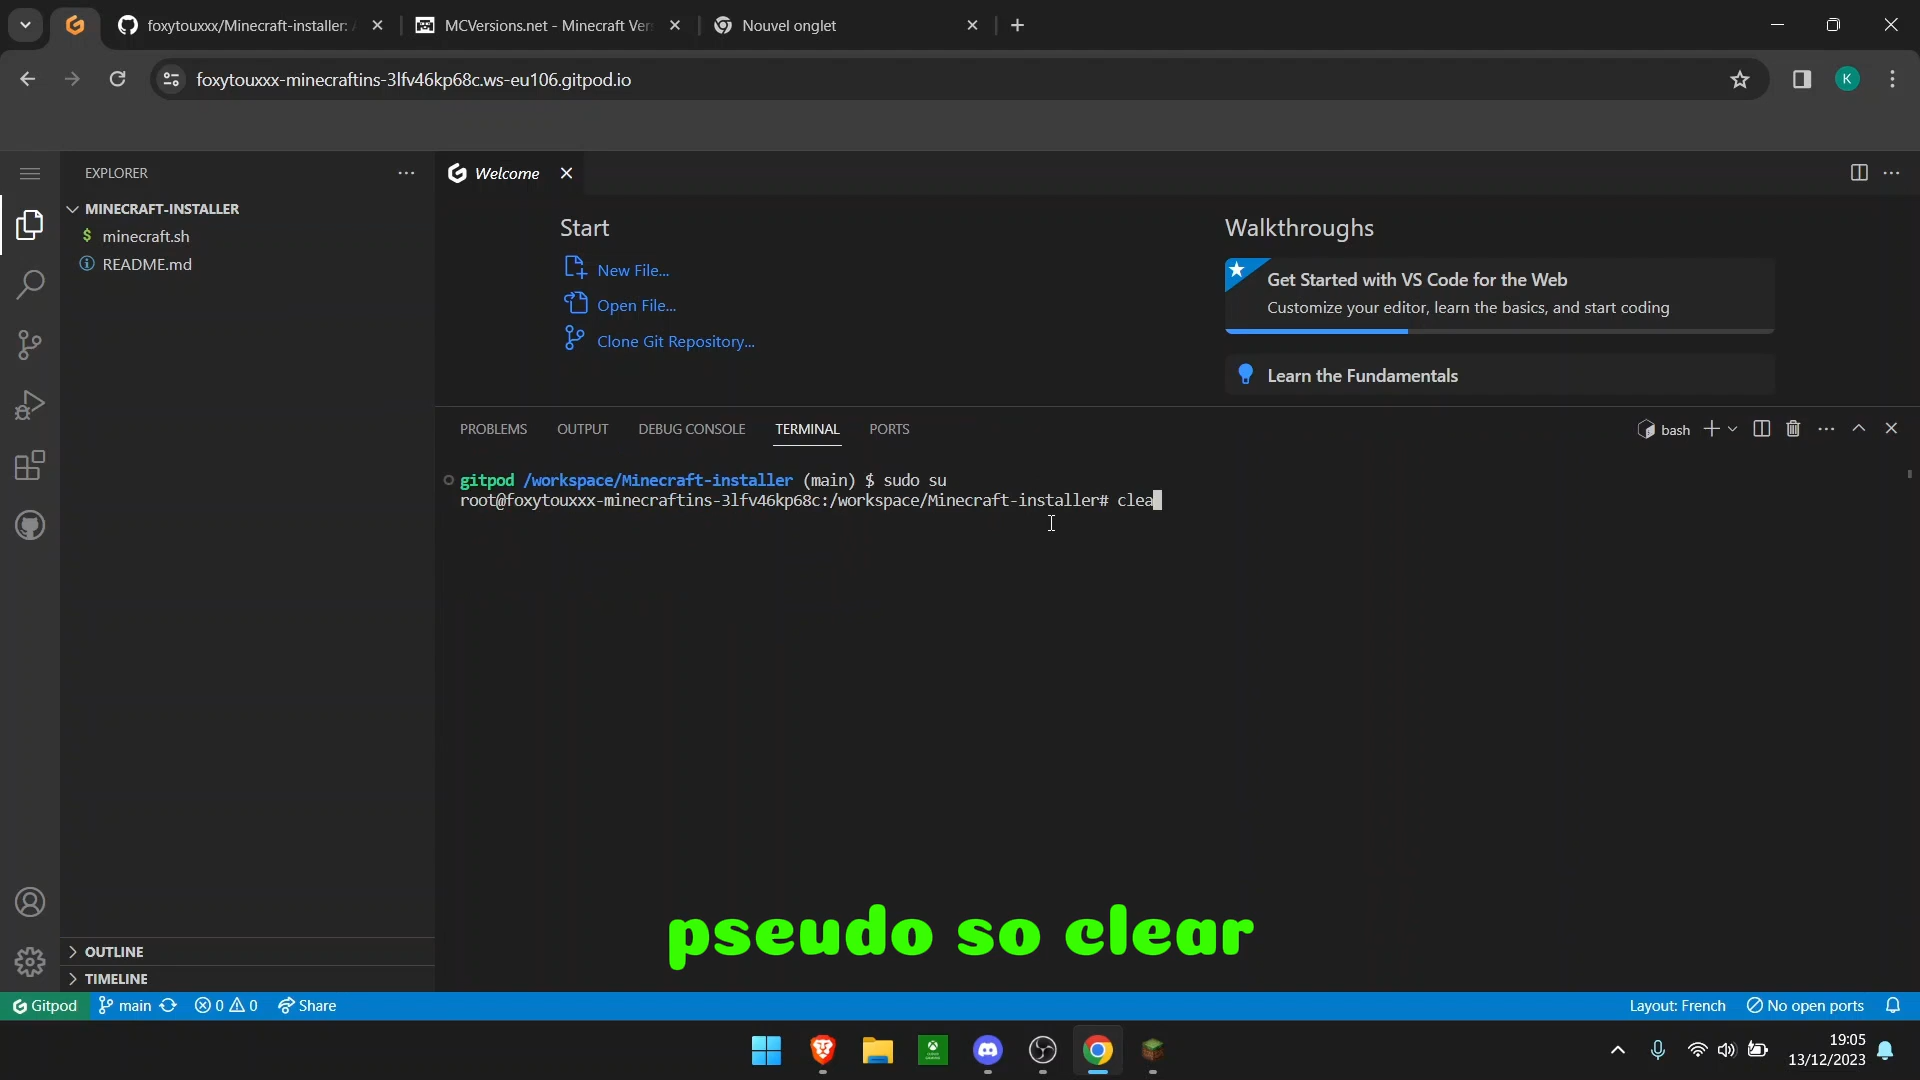 foxytouxxx/Minecraft-installer:
MCVersions.net - Minecraft Ver
Nouvel onglet
foxytouxxx-minecraftins-3lfv46kp68c.ws-eu106.gitpod.io
K
EXPLORER
Welcome
MINECRAFT-INSTALLER
$ minecraft.sh
README.md
Start
New File...
Open File...
Clone Git Repository...
Walkthroughs
Get Started with VS Code for the Web
Customize your editor, learn the basics, and start coding
Learn the Fundamentals
PROBLEMS OUTPUT DEBUG CONSOLE TERMINAL PORTS
bash
gitpod /workspace/Minecraft-installer (main) $ sudo su
root@foxytouxxx-minecraftins-3lfv46kp68c:/workspace/Minecraft-installer# clea
pseudo so clear
OUTLINE
TIMELINE
Gitpod main 0 0 Share
Layout: French No open ports
19:05
13/12/2023